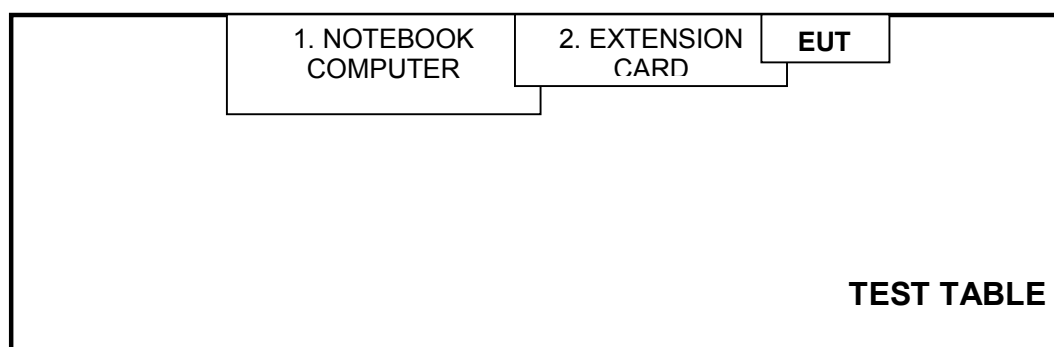 1. NOTEBOOK
COMPUTER
2. EXTENSION
CARD
EUT
TEST TABLE